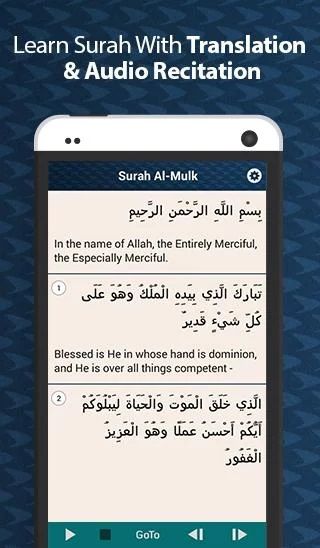 Learn Surah With Translation
& Audio Recitation
Surah Al-Mulk
بِسْمِ اللَّهِ الرَّحْمَنِ الرَّحِيمِ
In the name of Allah, the Entirely Merciful,
the Especially Merciful.
1
تَبَارَكَ الَّذِي بِيَدِهِ الْمُلْكُ وَهُوَ عَلَى
كُلِّ شَيْءٍ قَدِيرٌ
Blessed is He in whose hand is dominion,
and He is over all things competent -
2
الَّذِي خَلَقَ الْمَوْتَ وَالْحَيَاةَ لِيَبْلُوَكُمْ
أَيُّكُمْ أَحْسَنُ عَمَلًا وَهُوَ الْعَزِيزُ
الْغَفُورُ
GoTo